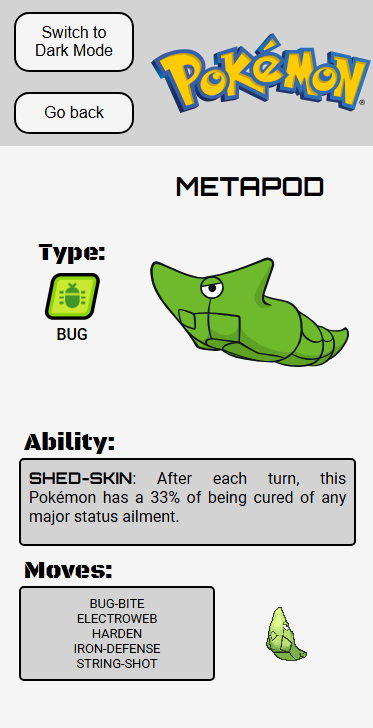 Switch to
Dark Mode
POKÉMON
®
Go back
METAPOD
Type:
BUG
Ability:
SHED-SKIN: After each turn, this
Pokémon has a 33% of being cured of any
major status ailment.
Moves:
BUG-BITE
ELECTROWEB
HARDEN
IRON-DEFENSE
STRING-SHOT